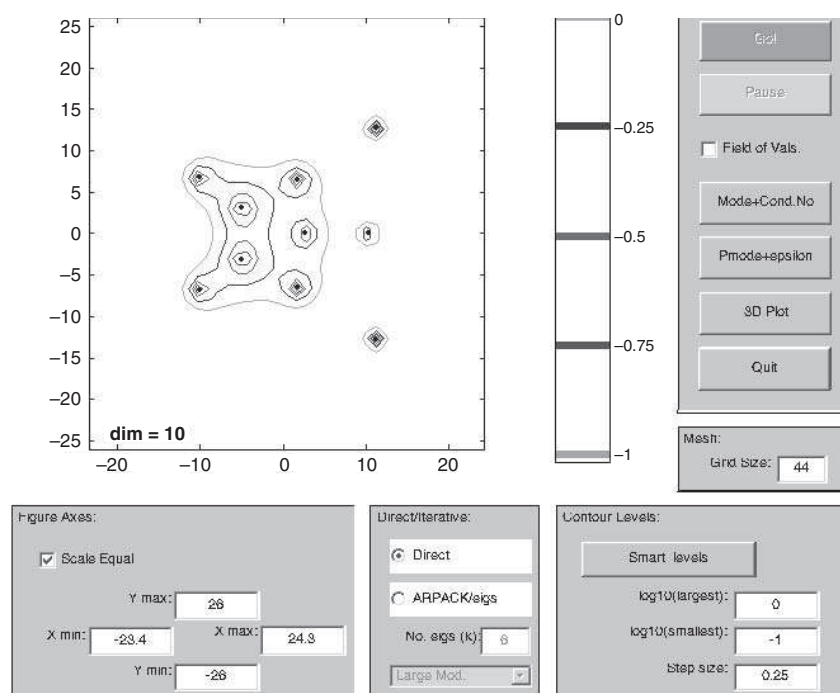 25
20
15
10
5
0
−5
−10
−15
−20
−25
dim = 10
−20 −10 0 10 20
0
−0.25
−0.5
−0.75
−1
Go!
Pause
Field of Vals.
Mode+Cond.No
Pmode+epsilon
3D Plot
Quit
Mesh:
Grid Size: 44
Figure Axes:
Scale Equal
Y max: 26
X min: -23.4 X max: 24.3
Y min: -26
Direct/Iterative:
Direct
ARPACK/eigs
No. eigs (k): 6
Large Mod.
Contour Levels:
Smart levels
log10(largest): 0
log10(smallest): -1
Step size: 0.25